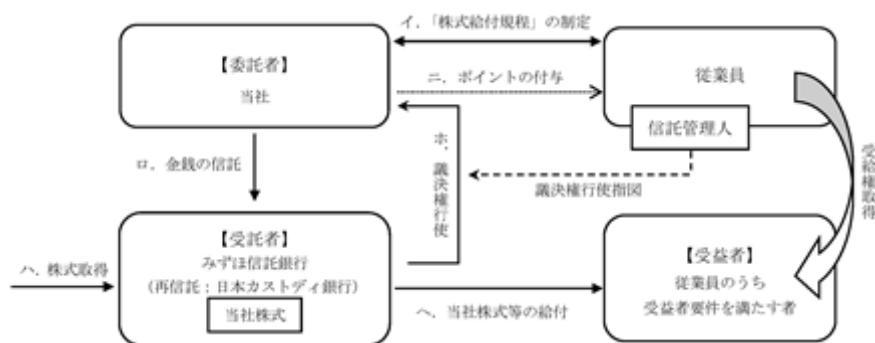 イ．「株式給付規程」の制定
【委託者】
当社
ニ．ポイントの付与
従業員
信託管理人
ロ．金銭の信託
ホ．議決権行使
議決権行使指図
受給権取得
ハ．株式取得
【受託者】
みずほ信託銀行
（再信託：日本カストディ銀行）
当社株式
ヘ．当社株式等の給付
【受益者】
従業員のうち
受益者要件を満たす者